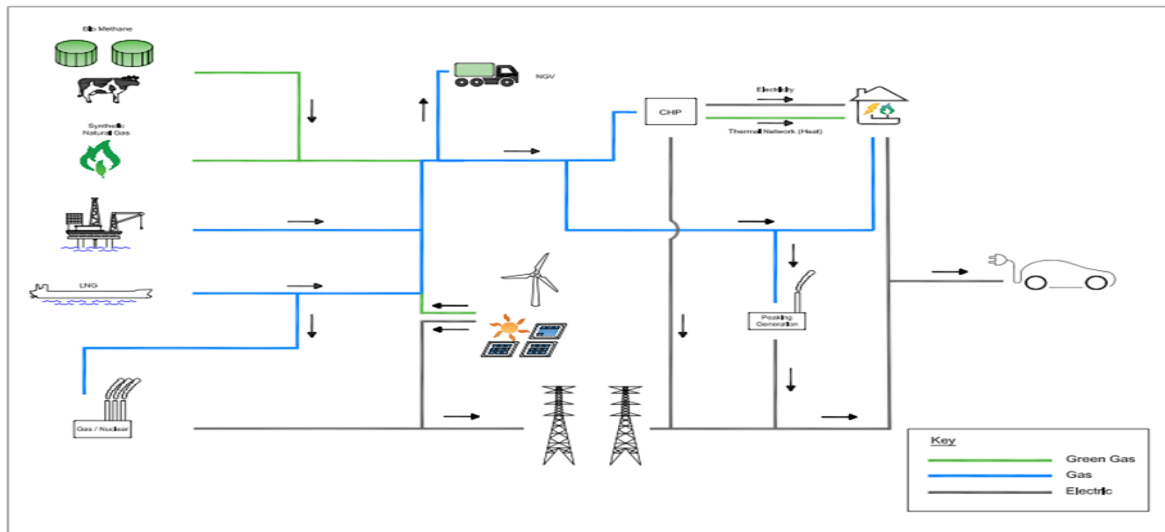 Bio Methane
NGV
Synthetic
Natural Gas
CHP
Electricity
Thermal Network (Heat)
LNG
Peaking
Generation
Gas / Nuclear
Key
Green Gas
Gas
Electric